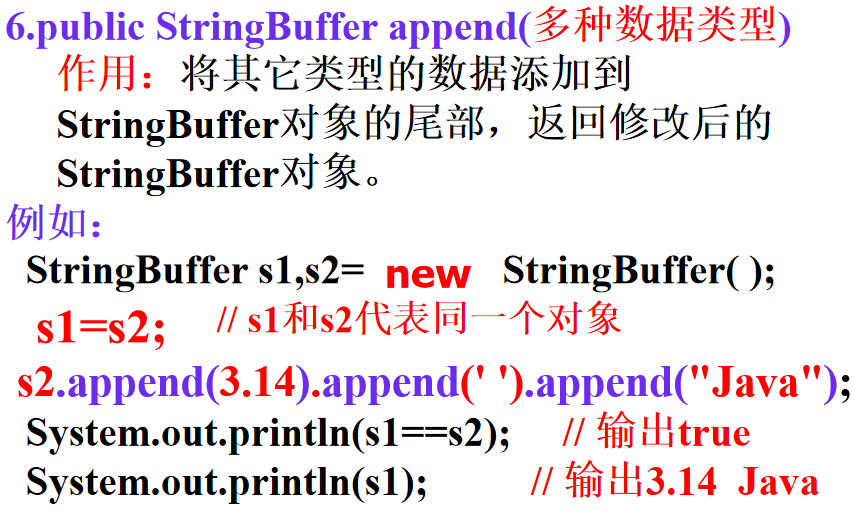 6.public StringBuffer append(多种数据类型)
作用：将其它类型的数据添加到
StringBuffer对象的尾部，返回修改后的
StringBuffer对象。
例如：
StringBuffer s1,s2= new StringBuffer( );
s1=s2; // s1和s2代表同一个对象
s2.append(3.14).append(' ').append("Java");
System.out.println(s1==s2); // 输出true
System.out.println(s1); // 输出3.14 Java